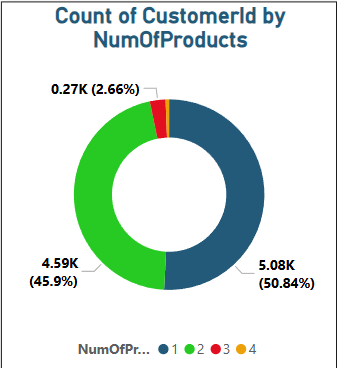 Count of CustomerId by
NumOfProducts
0.27K (2.66%)
4.59K
(45.9%)
5.08K
(50.84%)
NumOfPr... 1 2 3 4